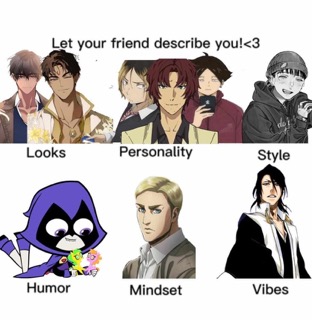 Let your friend describe you!<3
Looks
Personality
Style
Humor
Mindset
Vibes